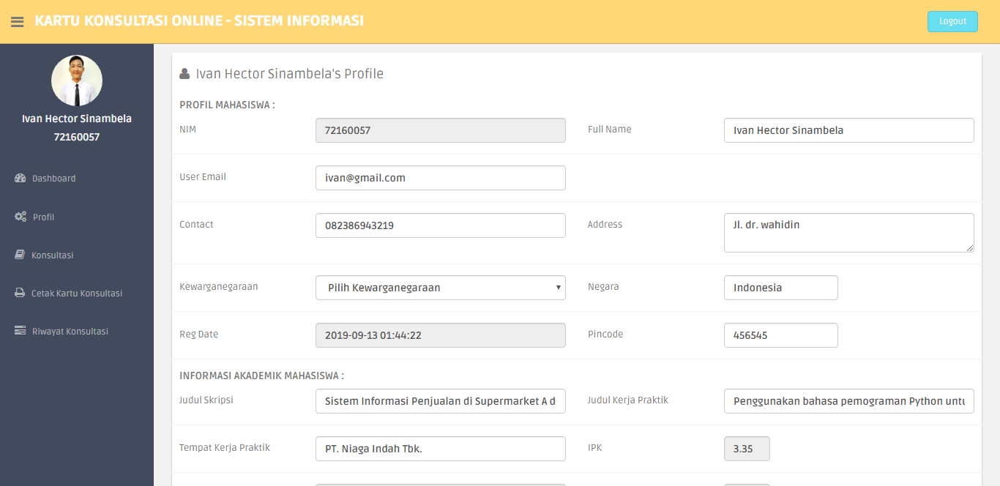 KARTU KONSULTASI ONLINE - SISTEM INFORMASI
Logout
Ivan Hector Sinambela
72160057
Dashboard
Profil
Konsultasi
Cetak Kartu Konsultasi
Riwayat Konsultasi
Ivan Hector Sinambela's Profile
PROFIL MAHASISWA :
NIM 72160057 Full Name Ivan Hector Sinambela
User Email ivan@gmail.com
Contact 082386943219 Address Jl. dr. wahidin
Kewarganegaraan Pilih Kewarganegaraan Negara Indonesia
Reg Date 2019-09-13 01:44:22 Pincode 456545
INFORMASI AKADEMIK MAHASISWA :
Judul Skripsi Sistem Informasi Penjualan di Supermarket A d Judul Kerja Praktik Penggunakan bahasa pemograman Python untu
Tempat Kerja Praktik PT. Niaga Indah Tbk. IPK 3.35